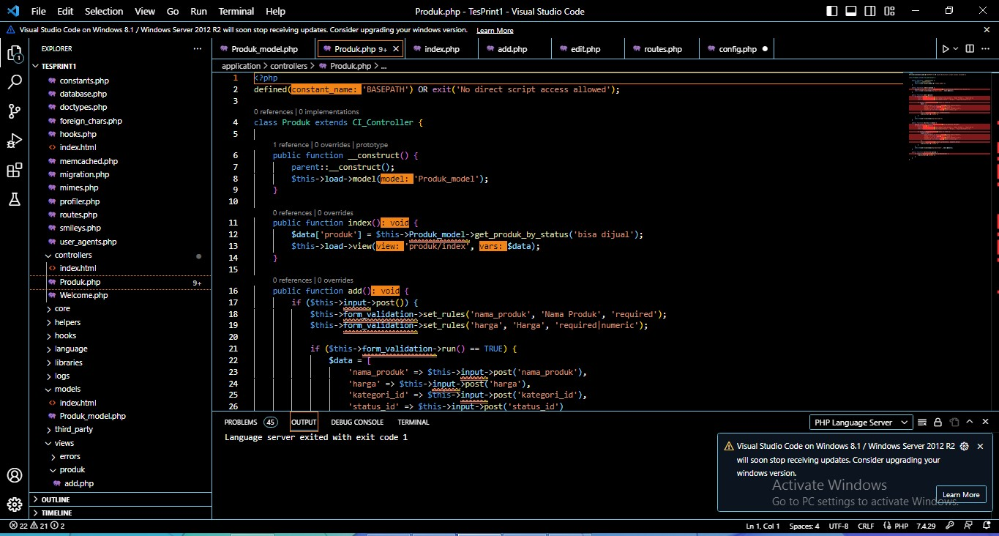 File Edit Selection View Go Run Terminal Help Produk.php - TesPrint1 - Visual Studio Code
Visual Studio Code on Windows 8.1 / Windows Server 2012 R2 will soon stop receiving updates. Consider upgrading your windows version. Learn More
EXPLORER
TESPRINT1
constants.php
database.php
doctypes.php
foreign_chars.php
hooks.php
index.html
memcached.php
migration.php
mimes.php
profiler.php
routes.php
smileys.php
user_agents.php
controllers
index.html
Produk.php 9+
Welcome.php
core
helpers
hooks
language
libraries
logs
models
index.html
Produk_model.php
third_party
views
errors
produk
add.php
OUTLINE
TIMELINE
1
Produk_model.php Produk.php 9+ index.php add.php edit.php routes.php config.php
application > controllers > Produk.php > ...
1 <?php
2 defined(constant_name: 'BASEPATH') OR exit('No direct script access allowed');
3
0 references | 0 implementations
4 class Produk extends CI_Controller {
5
1 reference | 0 overrides | prototype
6 public function __construct() {
7 parent::__construct();
8 $this->load->model(model: 'Produk_model');
9 }
10
0 references | 0 overrides
11 public function index(): void {
12 $data['produk'] = $this->Produk_model->get_produk_by_status('bisa dijual');
13 $this->load->view(view: 'produk/index', vars: $data);
14 }
15
0 references | 0 overrides
16 public function add(): void {
17 if ($this->input->post()) {
18 $this->form_validation->set_rules('nama_produk', 'Nama Produk', 'required');
19 $this->form_validation->set_rules('harga', 'Harga', 'required|numeric');
20
21 if ($this->form_validation->run() == TRUE) {
22 $data = [
23 'nama_produk' => $this->input->post('nama_produk'),
24 'harga' => $this->input->post('harga'),
25 'kategori_id' => $this->input->post('kategori_id'),
26 'status_id' => $this->input->post('status_id')
PROBLEMS 45 OUTPUT DEBUG CONSOLE TERMINAL PHP Language Server
Language server exited with exit code 1
Visual Studio Code on Windows 8.1 / Windows Server 2012 R2
will soon stop receiving updates. Consider upgrading your
windows version.
Learn More
Activate Windows
Go to PC settings to activate Windows.
22 21 2 Ln 1, Col 1 Spaces: 4 UTF-8 CRLF PHP 7.4.29